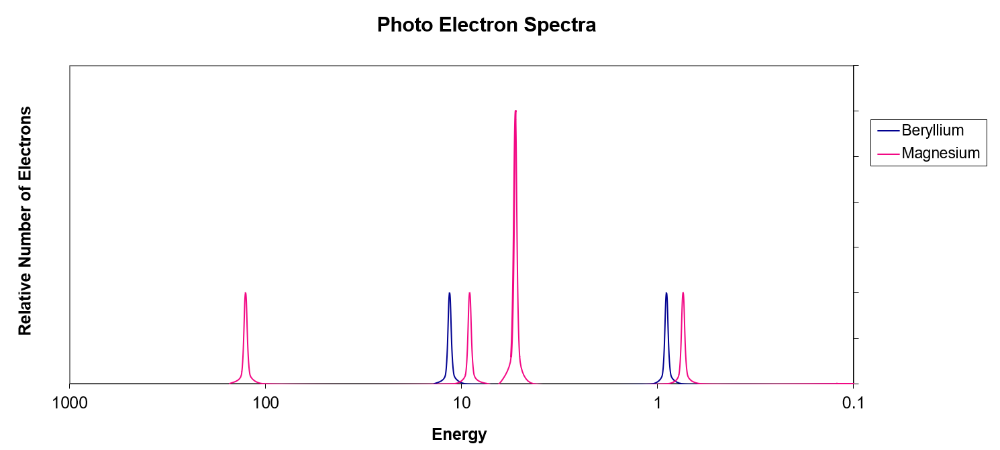 Photo Electron Spectra
Relative Number of Electrons
Beryllium
Magnesium
1000 100 10 1 0.1
Energy